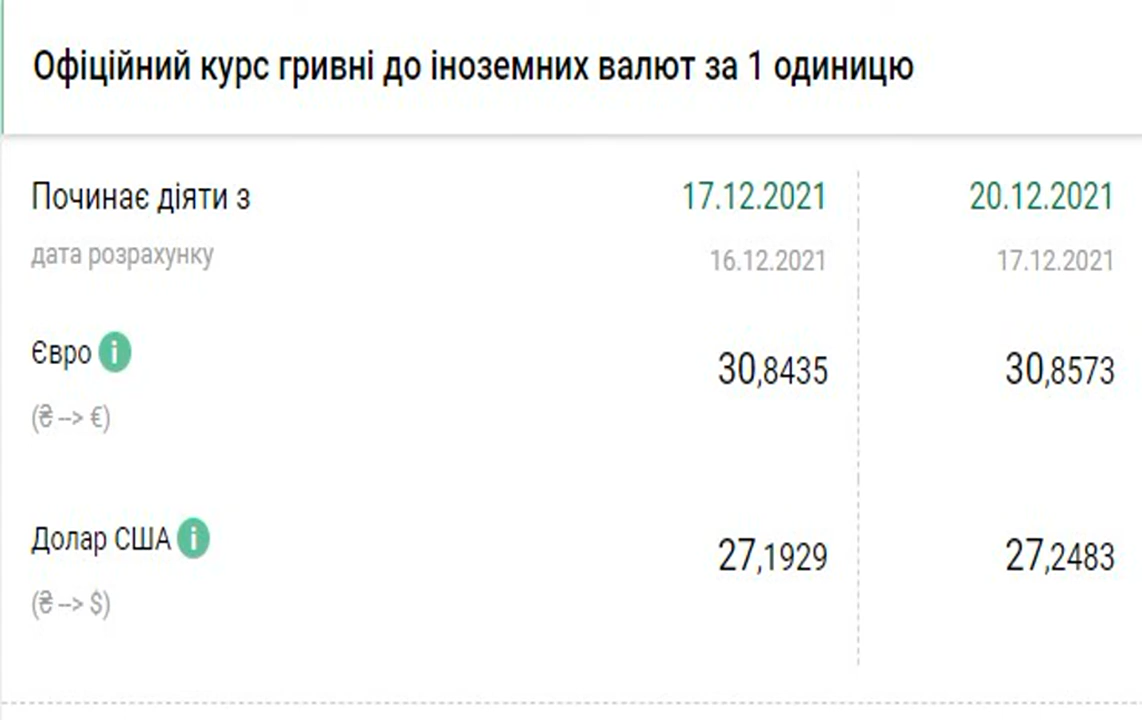 Офіційний курс гривні до іноземних валют за 1 одиницю
Починає діяти з 17.12.2021 20.12.2021
дата розрахунку 16.12.2021 17.12.2021
Євро i 30,8435 30,8573
(₴ --> €)
Долар США i 27,1929 27,2483
(₴ --> $)